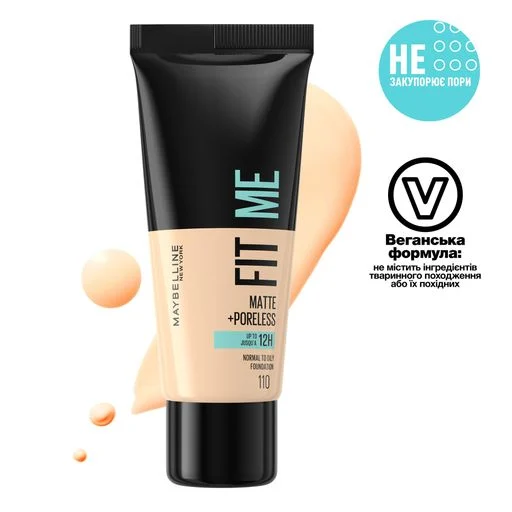 НЕ
ЗАКУПОРЮЄ ПОРИ
V
Веганська
формула:
не містить інгредієнтів
тваринного походження
або їх похідних
MAYBELLINE
NEW YORK
FIT ME
MATTE
+PORELESS
UP TO
JUSQU'A
12H
NORMAL TO OILY
FOUNDATION
110